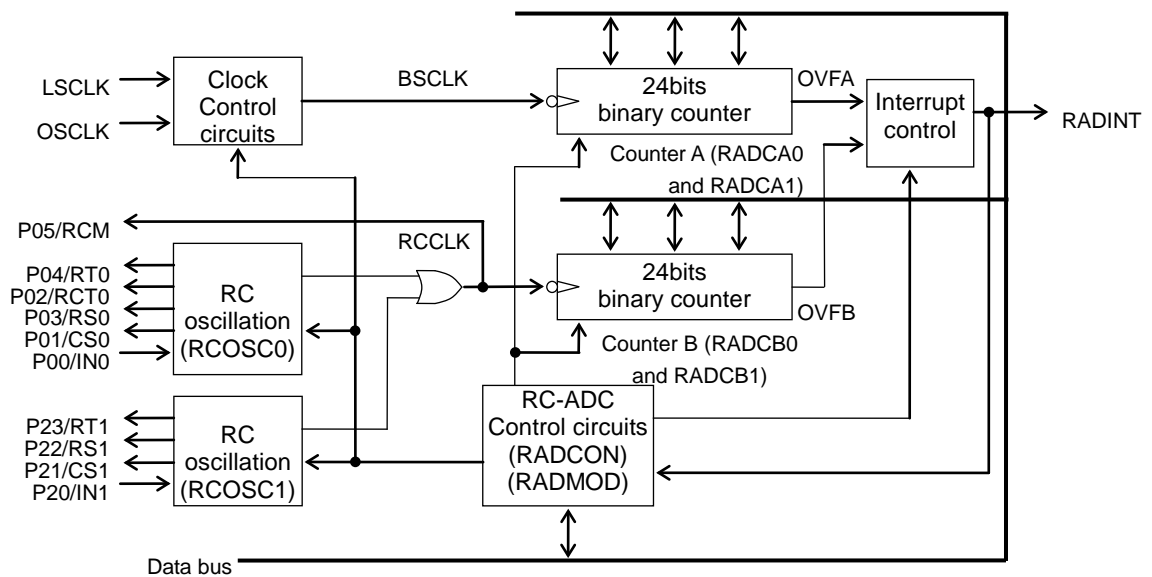 LSCLK
OSCLK
Clock
Control
circuits
BSCLK
24bits
binary counter
OVFA
Interrupt
control
RADINT
Counter A (RADCA0
and RADCA1)
P05/RCM
RCCLK
P04/RT0
P02/RCT0
P03/RS0
P01/CS0
P00/IN0
RC
oscillation
(RCOSC0)
24bits
binary counter
OVFB
Counter B (RADCB0
and RADCB1)
P23/RT1
P22/RS1
P21/CS1
P20/IN1
RC
oscillation
(RCOSC1)
RC-ADC
Control circuits
(RADCON)
(RADMOD)
Data bus